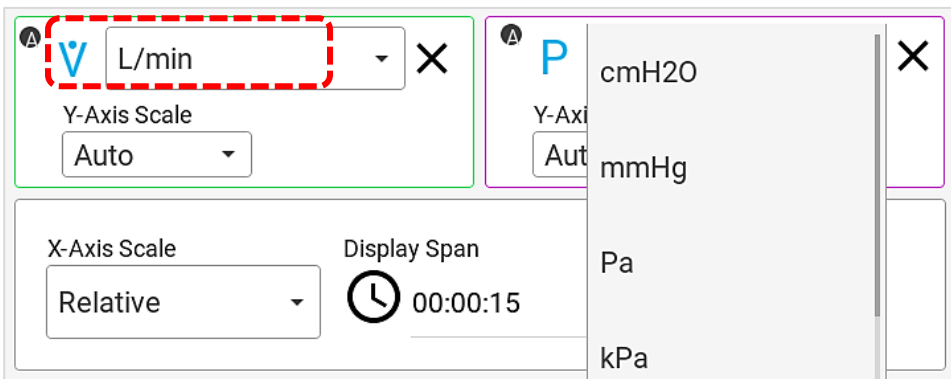 A V̇ L/min
A P
Y-Axis Scale
Y-Axi
Auto
Aut
cmH2O
mmHg
Pa
kPa
X-Axis Scale
Display Span
Relative
00:00:15